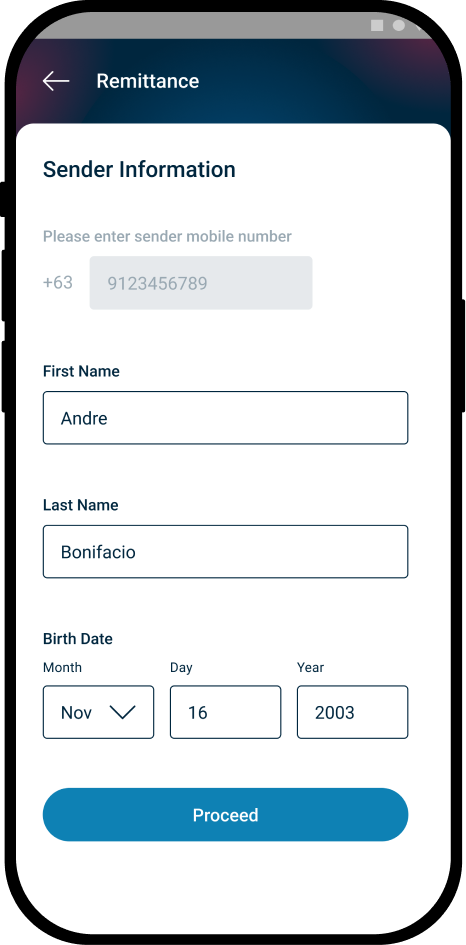 Remittance
Sender Information
Please enter sender mobile number
+63 9123456789
First Name
Andre
Last Name
Bonifacio
Birth Date
Month Day Year
Nov 16 2003
Proceed